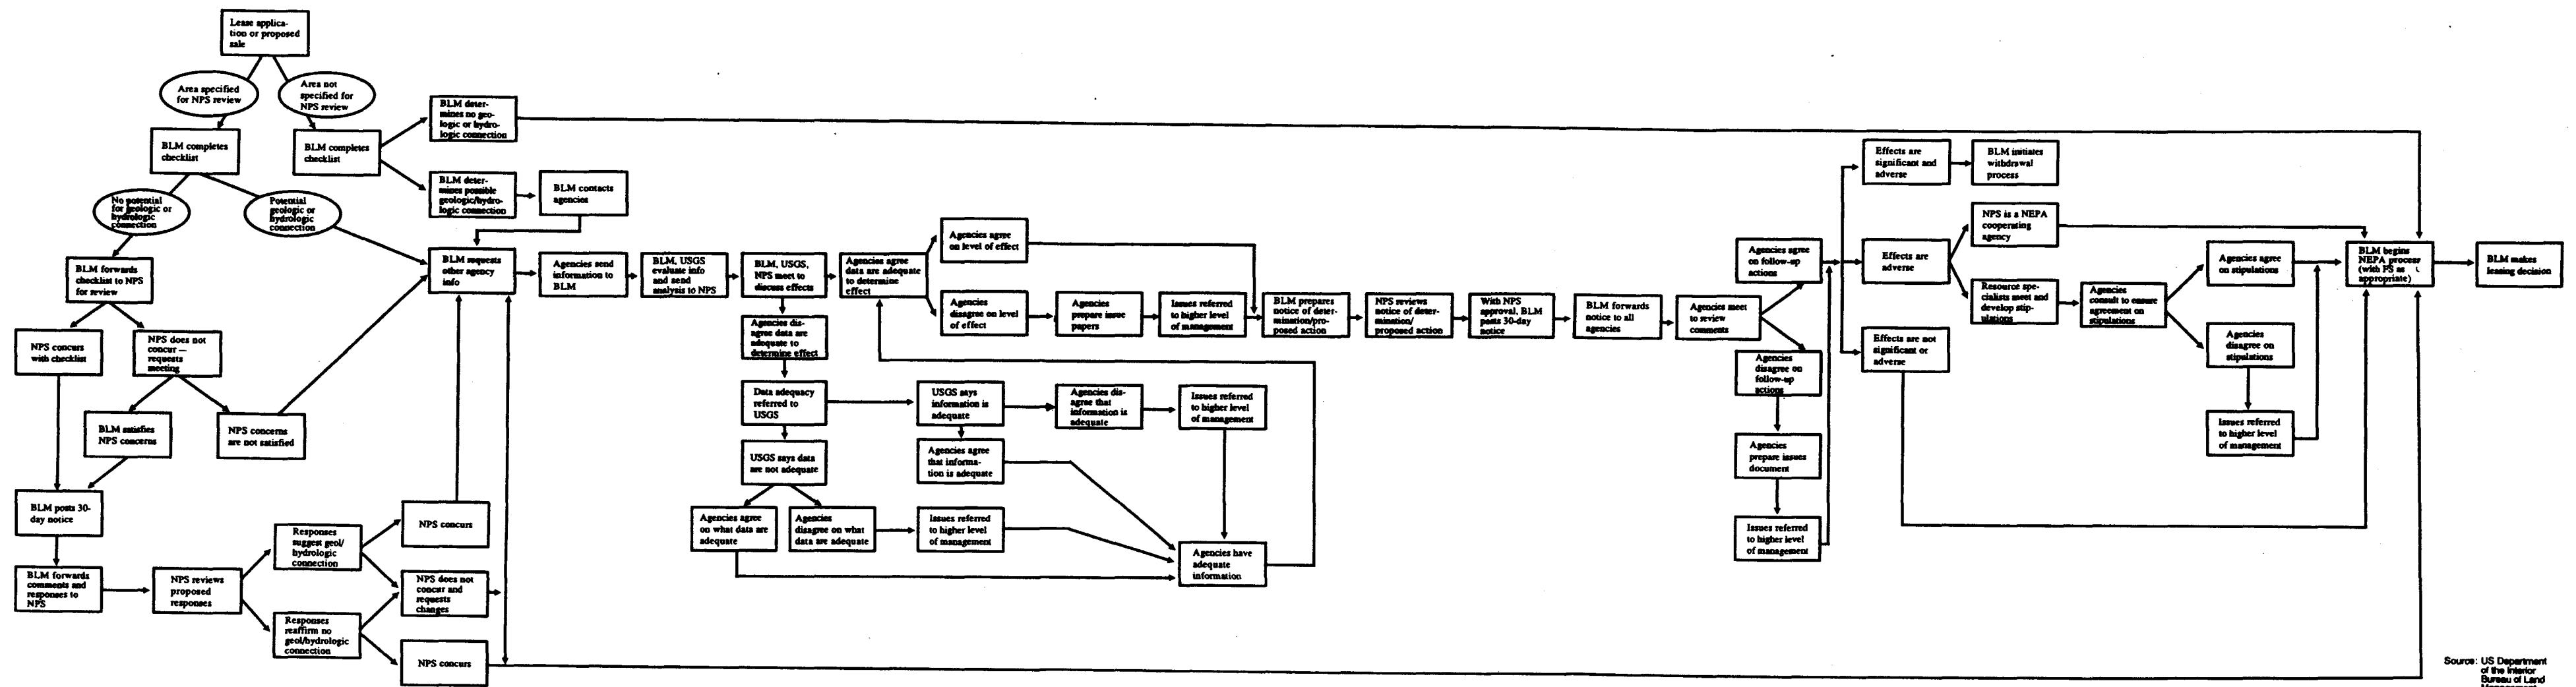 Lease applica-
tion or proposed
sale
Area specified
for NPS review
Area not
specified for
NPS review
BLM completes
checklist
BLM completes
checklist
BLM deter-
mines no geo-
logic or hydro-
logic connection
BLM deter-
mines possible
geologic/hydro-
logic connection
BLM contacts
agencies
No potential
for geologic or
hydrologic
connection
Potential
geologic or
hydrologic
connection
BLM forwards
checklist to NPS
for review
NPS concurs
with checklist
NPS does not
concur —
requests
meeting
BLM satisfies
NPS concerns
NPS concerns
are not satisfied
BLM posts 30-
day notice
BLM forwards
comments and
responses to
NPS
NPS reviews
proposed
responses
Responses
suggest geol/
hydrologic
connection
Responses
reaffirm no
geol/hydrologic
connection
NPS concurs
NPS does not
concur and
requests
changes
NPS concurs
BLM requests
other agency
info
Agencies send
information to
BLM
BLM, USGS
evaluate info
and send
analysis to NPS
BLM, USGS,
NPS meet to
discuss effects
Agencies agree
data are adequate
to determine
effect
Agencies agree
on level of effect
Agencies
disagree on level
of effect
Agencies
prepare issue
papers
Issues referred
to higher level
of management
Agencies dis-
agree data are
adequate to
determine effect
Data adequacy
referred to
USGS
USGS says
information is
adequate
Agencies dis-
agree that
information is
adequate
Issues referred
to higher level
of management
USGS says data
are not adequate
Agencies agree
that informa-
tion is adequate
Agencies agree
on what data are
adequate
Agencies
disagree on what
data are adequate
Issues referred
to higher level
of management
Agencies have
adequate
information
BLM prepares
notice of deter-
mination/pro-
posed action
NPS reviews
notice of
determination/
proposed action
With NPS
approval, BLM
posts 30-day
notice
BLM forwards
notice to all
agencies
Agencies meet
to review
comments
Agencies agree
on follow-up
actions
Agencies
disagree on
follow-up
actions
Agencies
prepare issues
document
Issues referred
to higher level
of management
Effects are
significant and
adverse
BLM initiates
withdrawal
process
Effects are
adverse
NPS is a NEPA
cooperating
agency
Resource spe-
cialists meet and
develop stip-
ulations
Agencies
consult to ensure
agreement on
stipulations
Agencies agree
on stipulations
Agencies
disagree on
stipulations
Issues referred
to higher level
of management
Effects are not
significant or
adverse
BLM begins
NEPA process
(with FS as
appropriate)
BLM makes
leasing decision
Source: US Department
of the Interior
Bureau of Land
Management